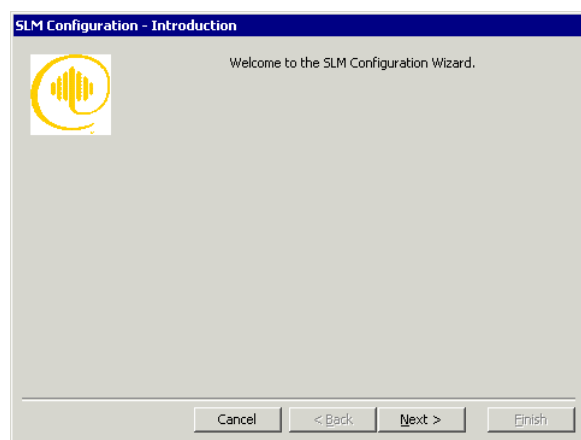 SLM Configuration - Introduction
Welcome to the SLM Configuration Wizard.
Cancel
< Back
Next >
Finish